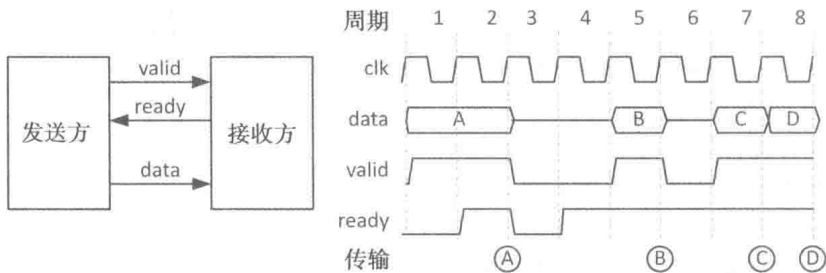 周期 1 2 3 4 5 6 7 8
clk
valid
ready
data
发送方
接收方
data A B C D
valid
ready
传输 A B C D